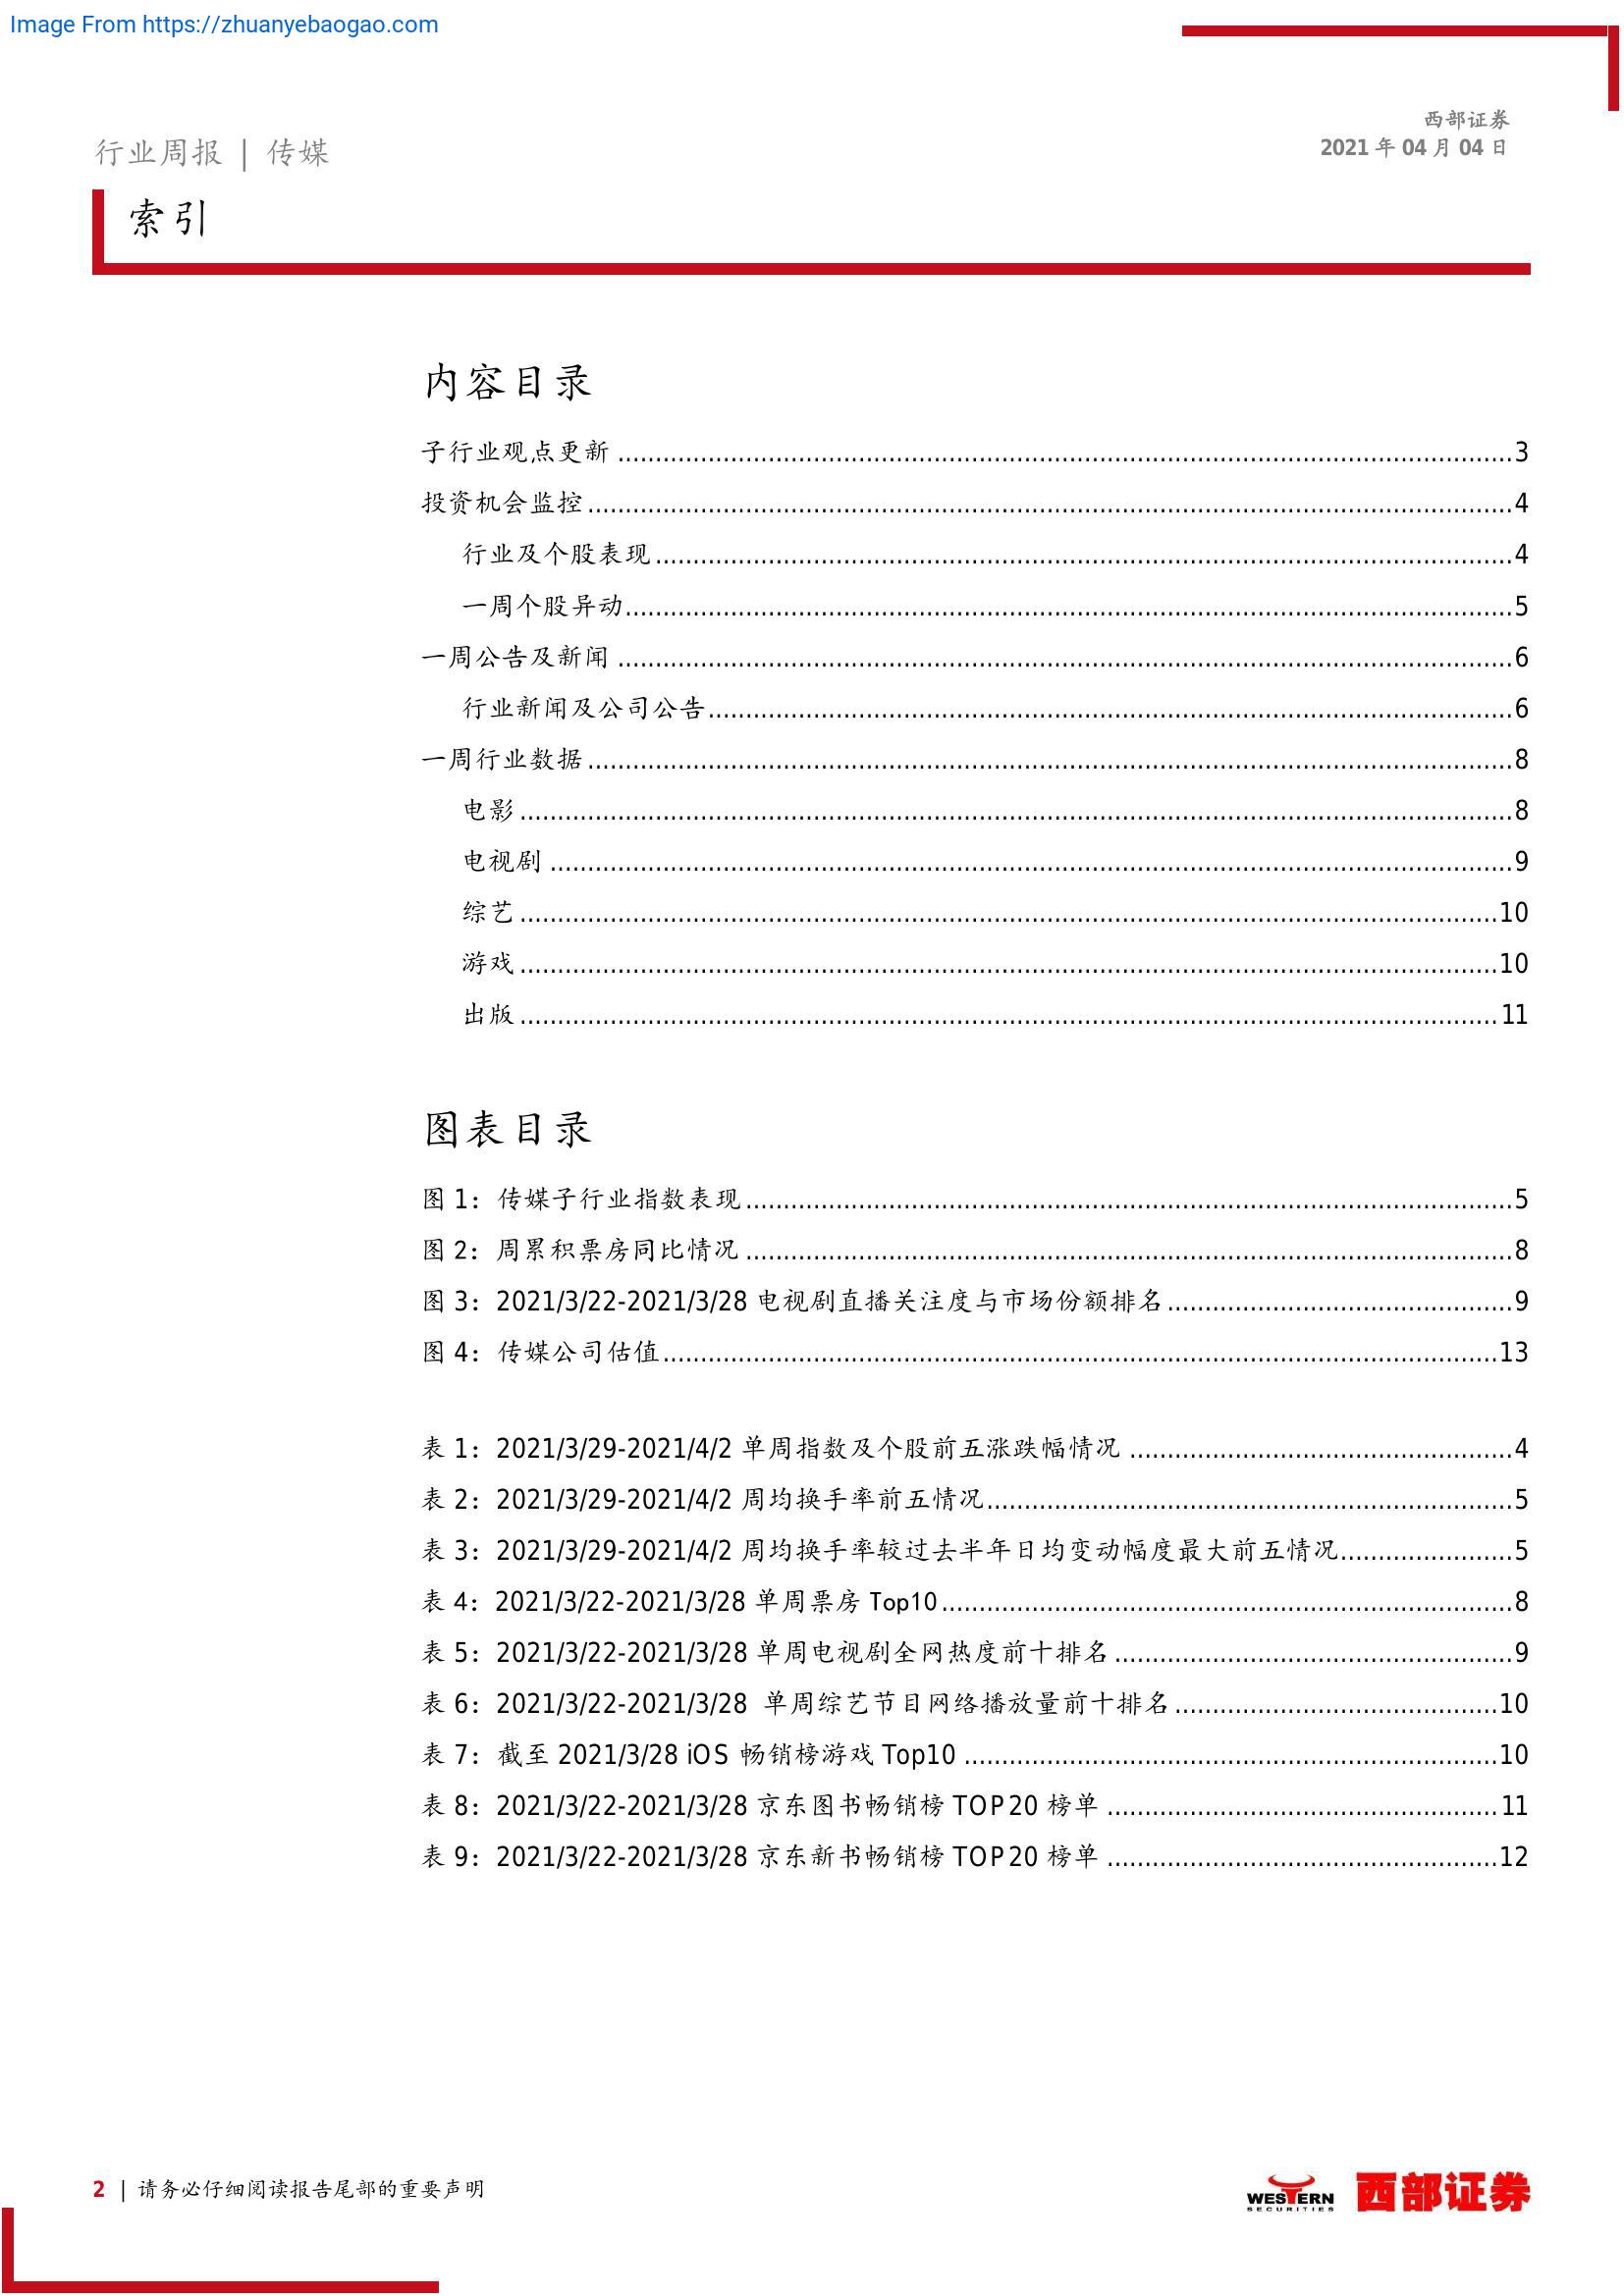 Image From https://zhuanyebaogao.com
西部证券
行业周报 | 传媒
2021 年 04 月 04 日
索引
内容目录
子行业观点更新 ........................................ 3
投资机会监控 ........................................ 4
行业及个股表现 ........................................ 4
一周个股异动 ........................................ 5
一周公告及新闻 ........................................ 6
行业新闻及公司公告 ........................................ 6
一周行业数据 ........................................ 8
电影 ........................................ 8
电视剧 ........................................ 9
综艺 ........................................ 10
游戏 ........................................ 10
出版 ........................................ 11
图表目录
图 1：传媒子行业指数表现 ........................................ 5
图 2：周累积票房同比情况 ........................................ 8
图 3：2021/3/22-2021/3/28 电视剧直播关注度与市场份额排名 ........................................ 9
图 4：传媒公司估值 ........................................ 13
表 1：2021/3/29-2021/4/2 单周指数及个股前五涨跌幅情况 ........................................ 4
表 2：2021/3/29-2021/4/2 周均换手率前五情况 ........................................ 5
表 3：2021/3/29-2021/4/2 周均换手率较过去半年日均变动幅度最大前五情况 ........................................ 5
表 4：2021/3/22-2021/3/28 单周票房 Top10 ........................................ 8
表 5：2021/3/22-2021/3/28 单周电视剧全网热度前十排名 ........................................ 9
表 6：2021/3/22-2021/3/28 单周综艺节目网络播放量前十排名 ........................................ 10
表 7：截至 2021/3/28 iOS 畅销榜游戏 Top10 ........................................ 10
表 8：2021/3/22-2021/3/28 京东图书畅销榜 TOP20 榜单 ........................................ 11
表 9：2021/3/22-2021/3/28 京东新书畅销榜 TOP20 榜单 ........................................ 12
2 | 请务必仔细阅读报告尾部的重要声明
WESTERN
SECURITIES
西部证券